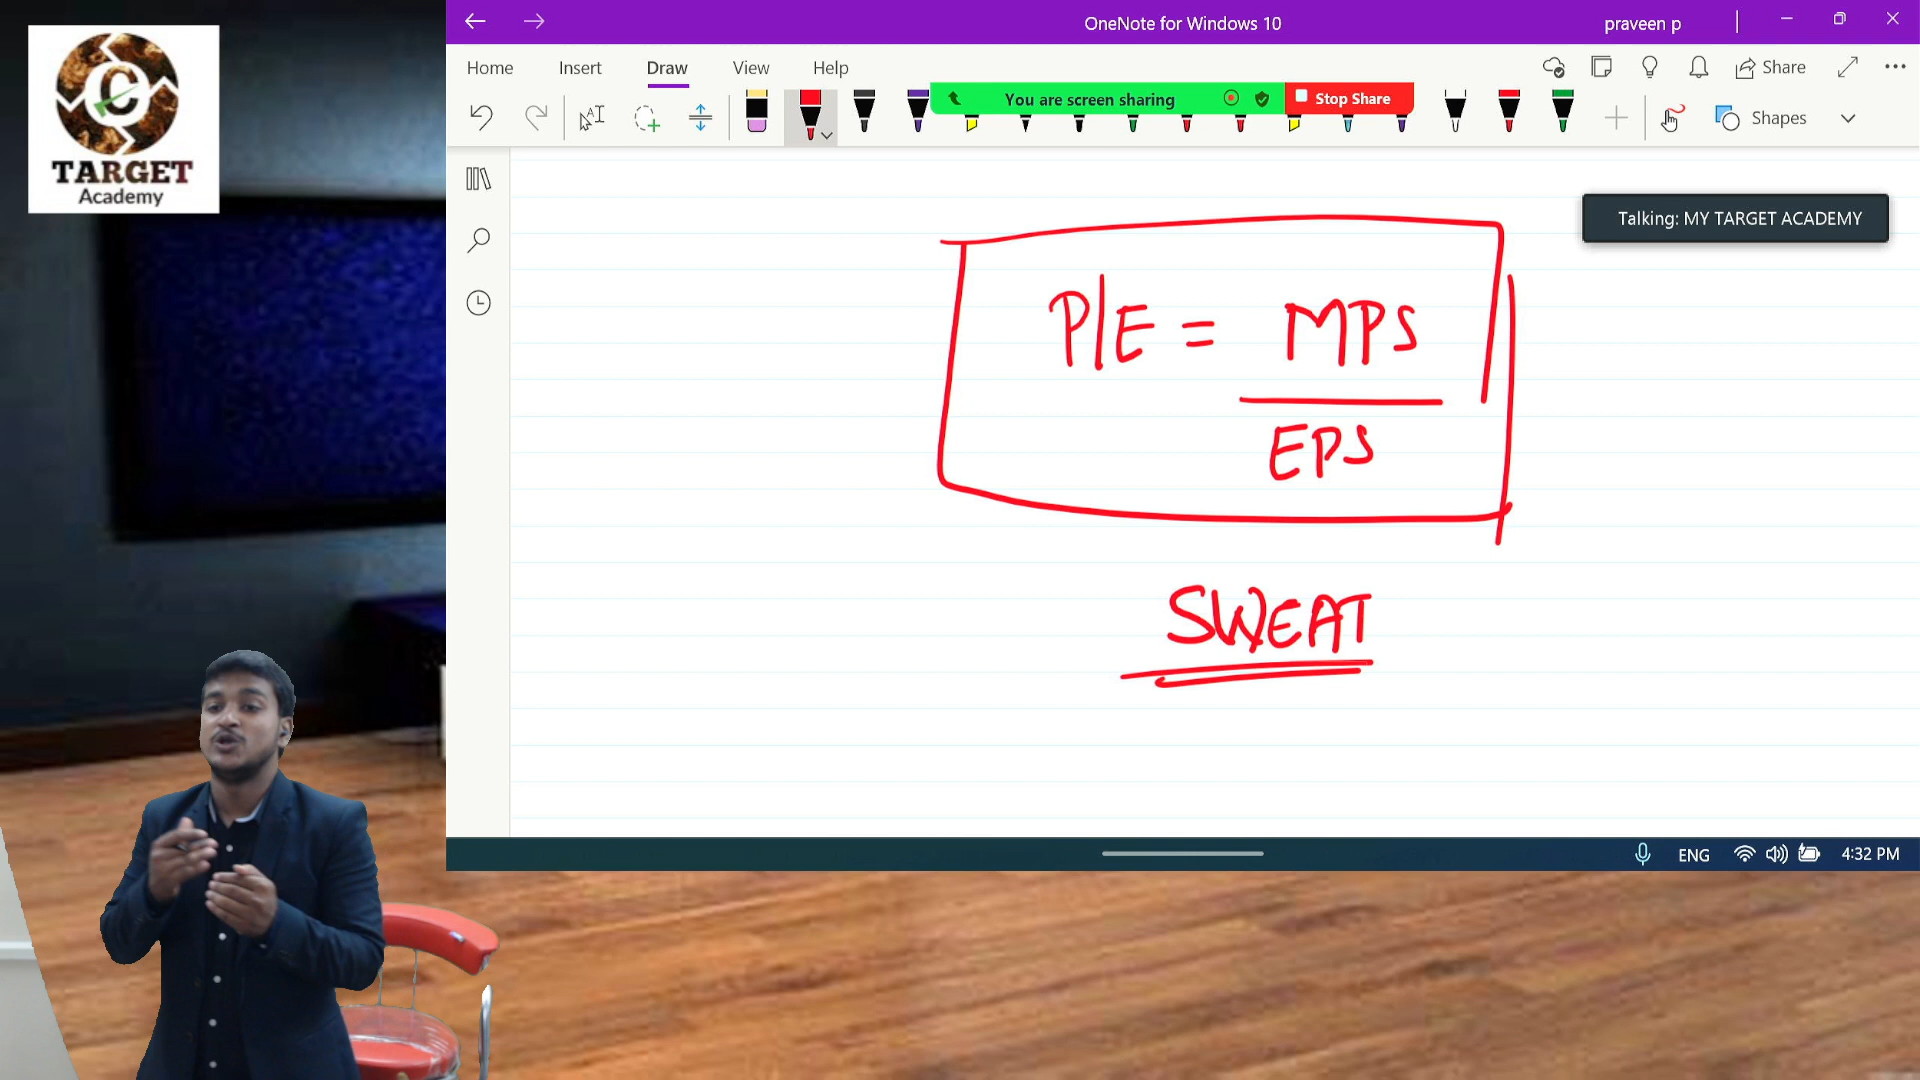 TARGET
Academy
OneNote for Windows 10
praveen p
Home Insert Draw View Help
Share
You are screen sharing
Stop Share
Shapes
Talking: MY TARGET ACADEMY
P/E = MPS
EPS
SWEAT
ENG
4:32 PM